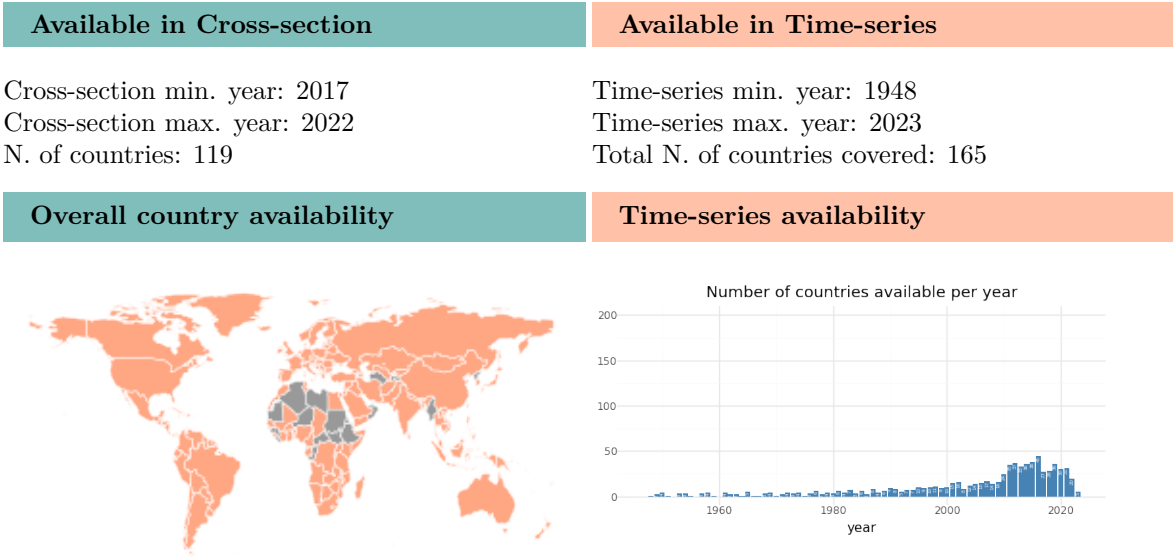 Available in Cross-section
Available in Time-series
Cross-section min. year: 2017
Cross-section max. year: 2022
N. of countries: 119
Time-series min. year: 1948
Time-series max. year: 2023
Total N. of countries covered: 165
Overall country availability
Time-series availability
Number of countries available per year
200
150
100
50
0
1960 1980 2000 2020
year